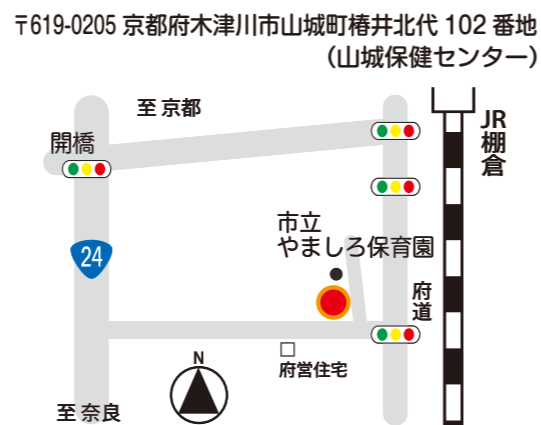 〒619-0205 京都府木津川市山城町椿井北代 102 番地
（山城保健センター）
至 京都
開橋
JR
棚倉
24
市立
やましろ保育園
府道
府営住宅
N
至 奈良